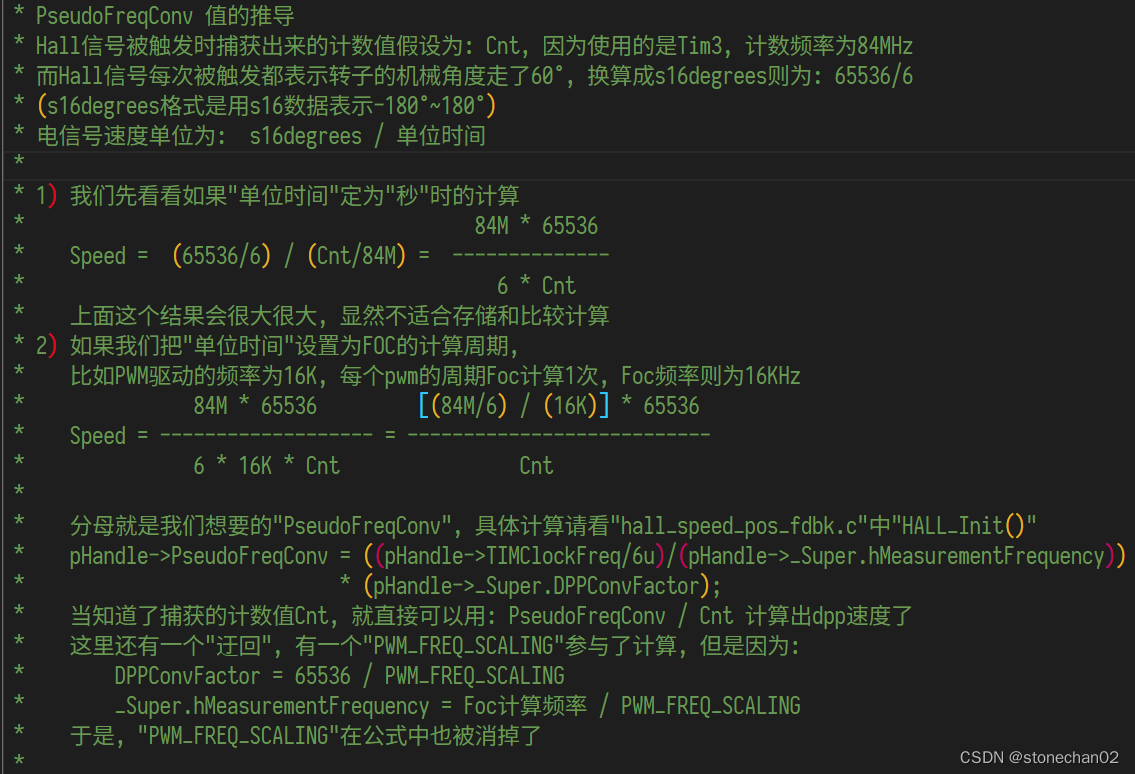 * PseudoFreqConv 值的推导
* Hall信号被触发时捕获出来的计数值假设为: Cnt, 因为使用的是Tim3, 计数频率为84MHz
* 而Hall信号每次被触发都表示转子的机械角度走了60°, 换算成s16degrees则为: 65536/6
* (s16degrees格式是用s16数据表示-180°~180°)
* 电信号速度单位为: s16degrees / 单位时间
*
* 1) 我们先看看如果"单位时间"定为"秒"时的计算
* 84M * 65536
* Speed = (65536/6) / (Cnt/84M) = --------------
* 6 * Cnt
* 上面这个结果会很大很大, 显然不适合存储和比较计算
* 2) 如果我们把"单位时间"设置为FOC的计算周期,
* 比如PWM驱动的频率为16K, 每个pwm的周期Foc计算1次, Foc频率则为16KHz
* 84M * 65536 [(84M/6) / (16K)] * 65536
* Speed = ------------------- = ---------------------------
* 6 * 16K * Cnt Cnt
*
* 分母就是我们想要的"PseudoFreqConv", 具体计算请看"hall_speed_pos_fdbk.c"中"HALL_Init()"
* pHandle->PseudoFreqConv = ((pHandle->TIMClockFreq/6u)/(pHandle->_Super.hMeasurementFrequency))
* * (pHandle->_Super.DPPConvFactor);
* 当知道了捕获的计数值Cnt, 就直接可以用: PseudoFreqConv / Cnt 计算出dpp速度了
* 这里还有一个"迂回", 有一个"PWM_FREQ_SCALING"参与了计算, 但是因为:
* DPPConvFactor = 65536 / PWM_FREQ_SCALING
* _Super.hMeasurementFrequency = Foc计算频率 / PWM_FREQ_SCALING
* 于是, "PWM_FREQ_SCALING"在公式中也被消掉了
*
CSDN @stonechan02